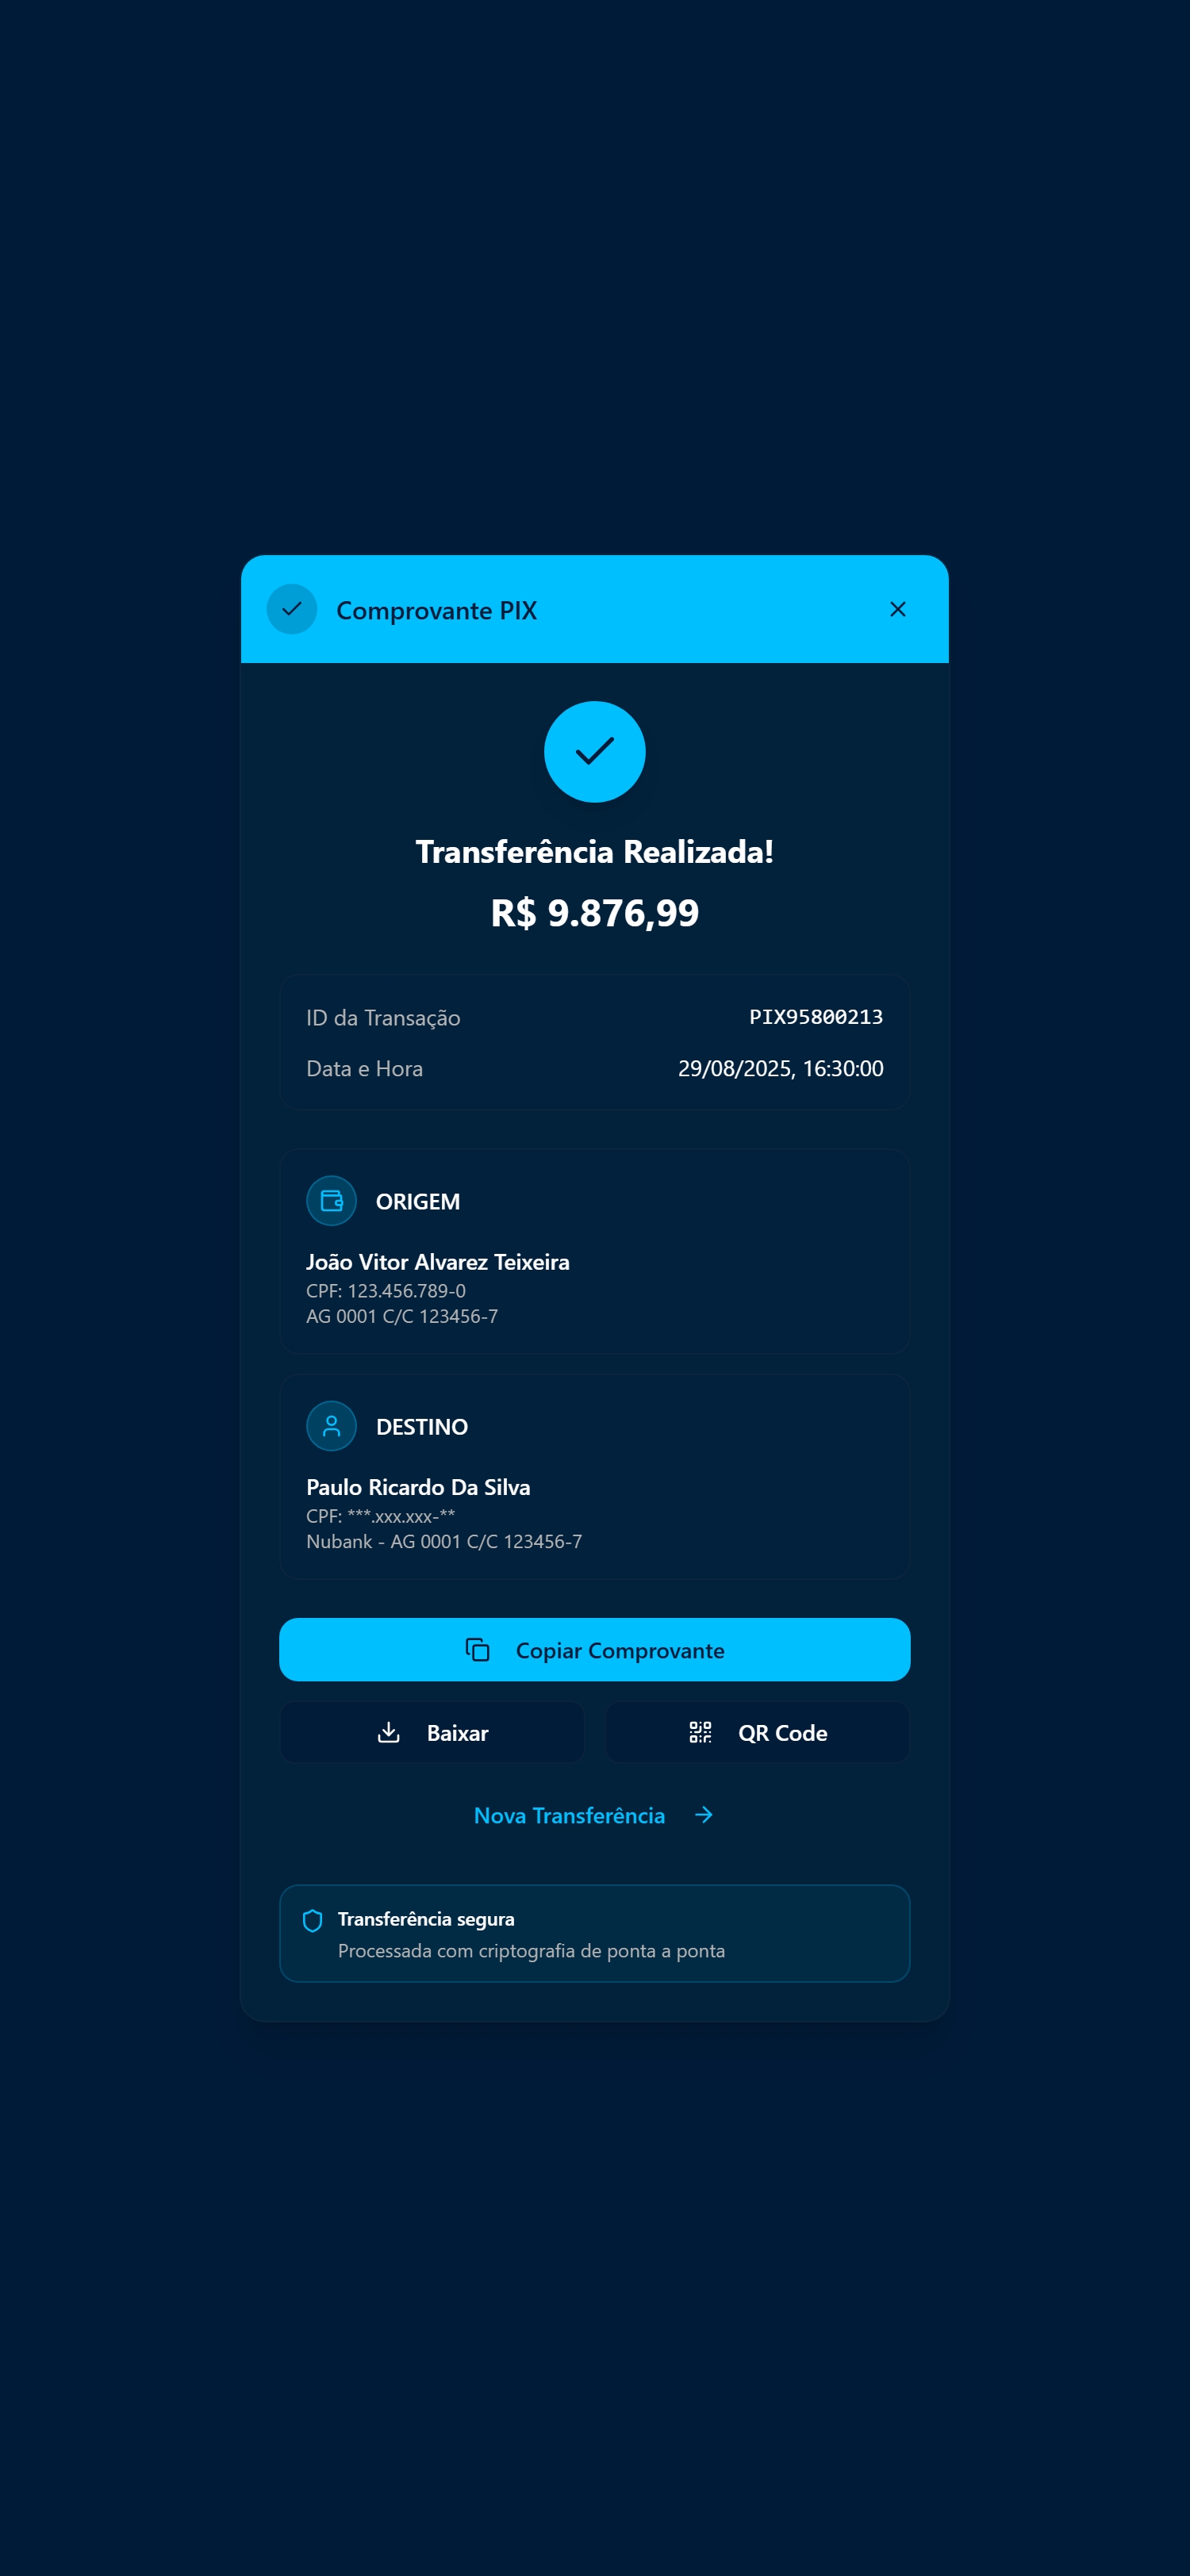 Comprovante PIX
Transferência Realizada!
R$ 9.876,99
ID da Transação PIX95800213
Data e Hora 29/08/2025, 16:30:00
ORIGEM
João Vitor Alvarez Teixeira
CPF: 123.456.789-0
AG 0001 C/C 123456-7
DESTINO
Paulo Ricardo Da Silva
CPF: ***.xxx.xxx-**
Nubank - AG 0001 C/C 123456-7
Copiar Comprovante
Baixar QR Code
Nova Transferência
Transferência segura
Processada com criptografia de ponta a ponta